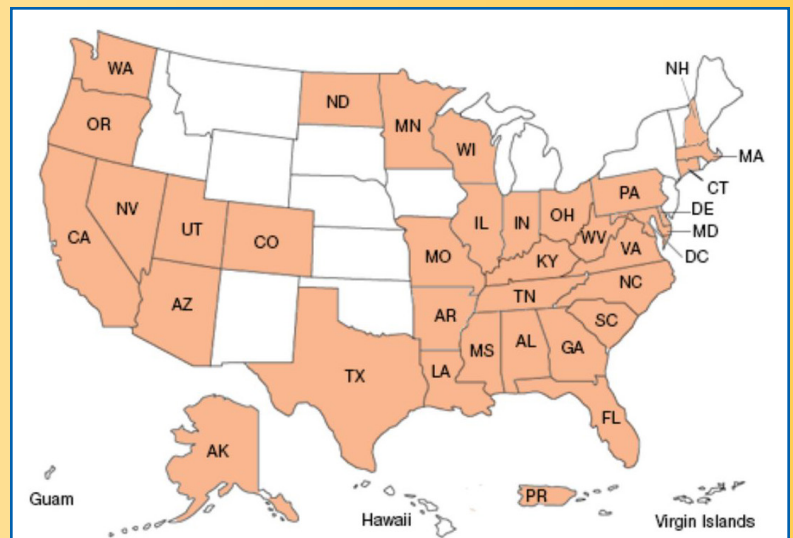 WA
NH
ND
OR
MN
WI
MA
CT
PA
NV
DE
IL
IN
OH
UT
MD
WV
CA
CO
VA
DC
MO
KY
NC
TN
AZ
AR
SC
MS
AL
GA
LA
TX
FL
AK
PR
Guam
Hawaii
Virgin Islands